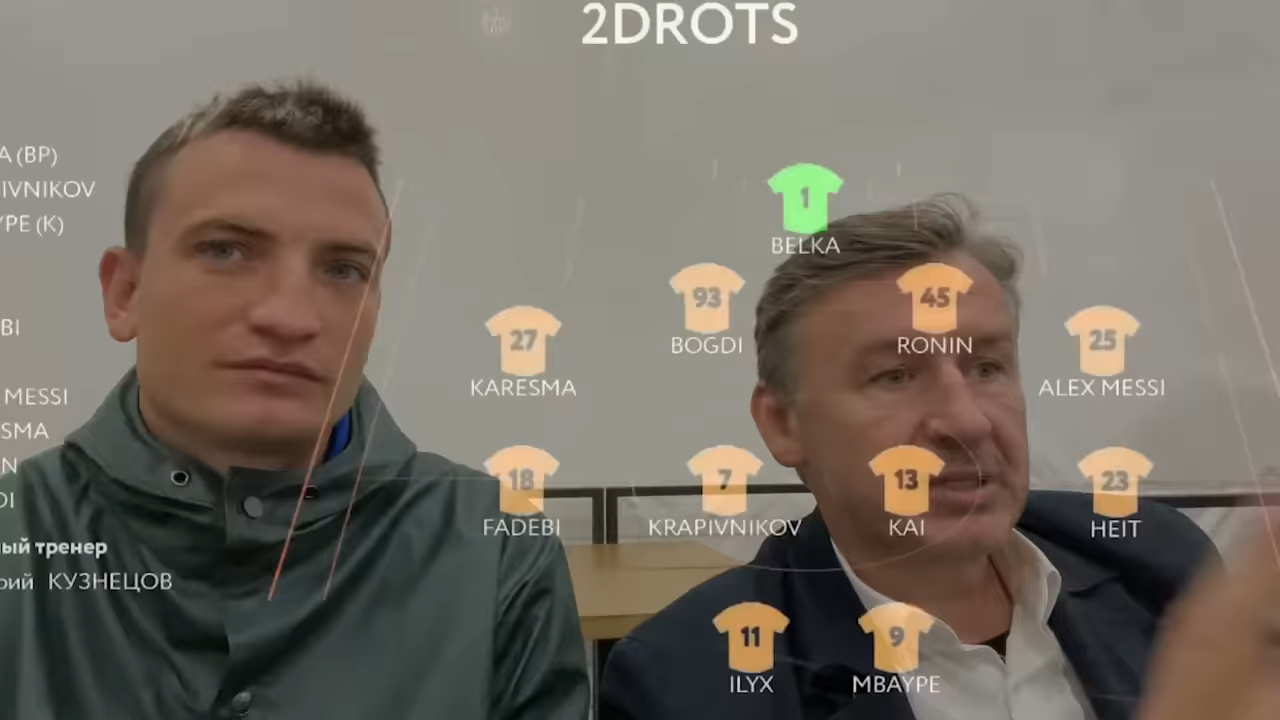 2DROTS
А (ВР)
IVNIKOV
YPE (K)
BI
MESSI
SMA
N
DI
ый тренер
рий КУЗНЕЦОВ
1
BELKA
93
BOGDI
45
RONIN
27
KARESMA
25
ALEX MESSI
18
FADEBI
7
KRAPIVNIKOV
13
KAI
23
HEIT
11
ILYX
9
MBAYPE